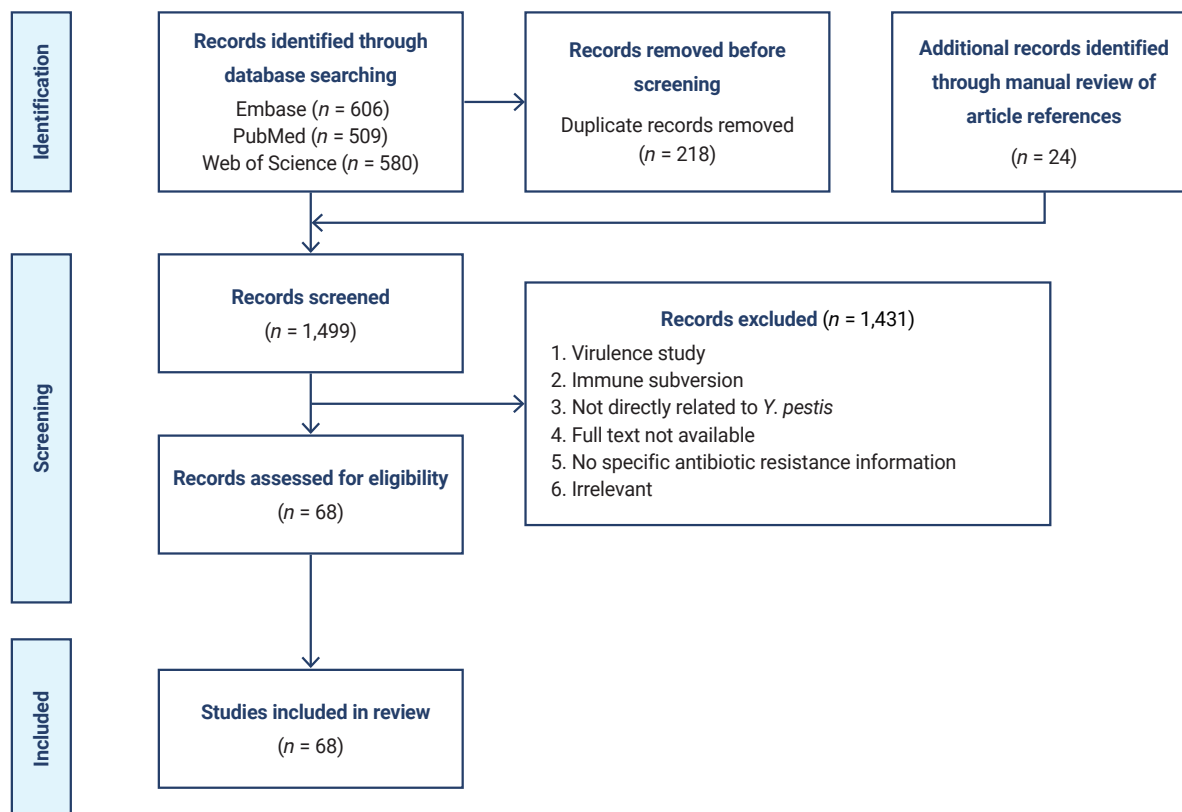 Identification
Records identified through
database searching
Embase (n = 606)
PubMed (n = 509)
Web of Science (n = 580)
Records removed before
screening
Duplicate records removed
(n = 218)
Additional records identified
through manual review of
article references
(n = 24)
Screening
Records screened
(n = 1,499)
Records excluded (n = 1,431)
1. Virulence study
2. Immune subversion
3. Not directly related to Y. pestis
4. Full text not available
5. No specific antibiotic resistance information
6. Irrelevant
Records assessed for eligibility
(n = 68)
Included
Studies included in review
(n = 68)